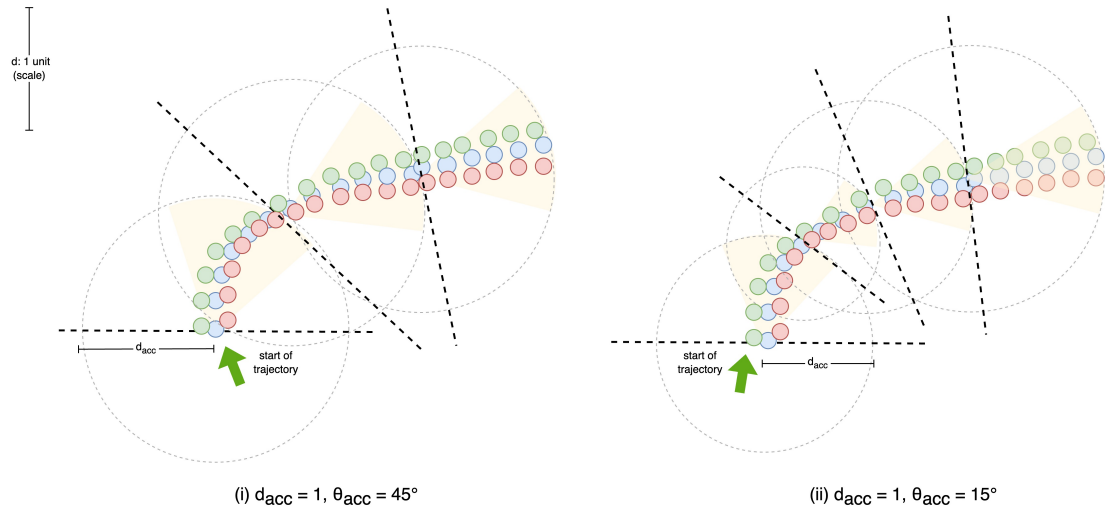 d: 1 unit
(scale)
d_acc
start of
trajectory
(i) d_acc = 1, θ_acc = 45°
start of
trajectory
d_acc
(ii) d_acc = 1, θ_acc = 15°